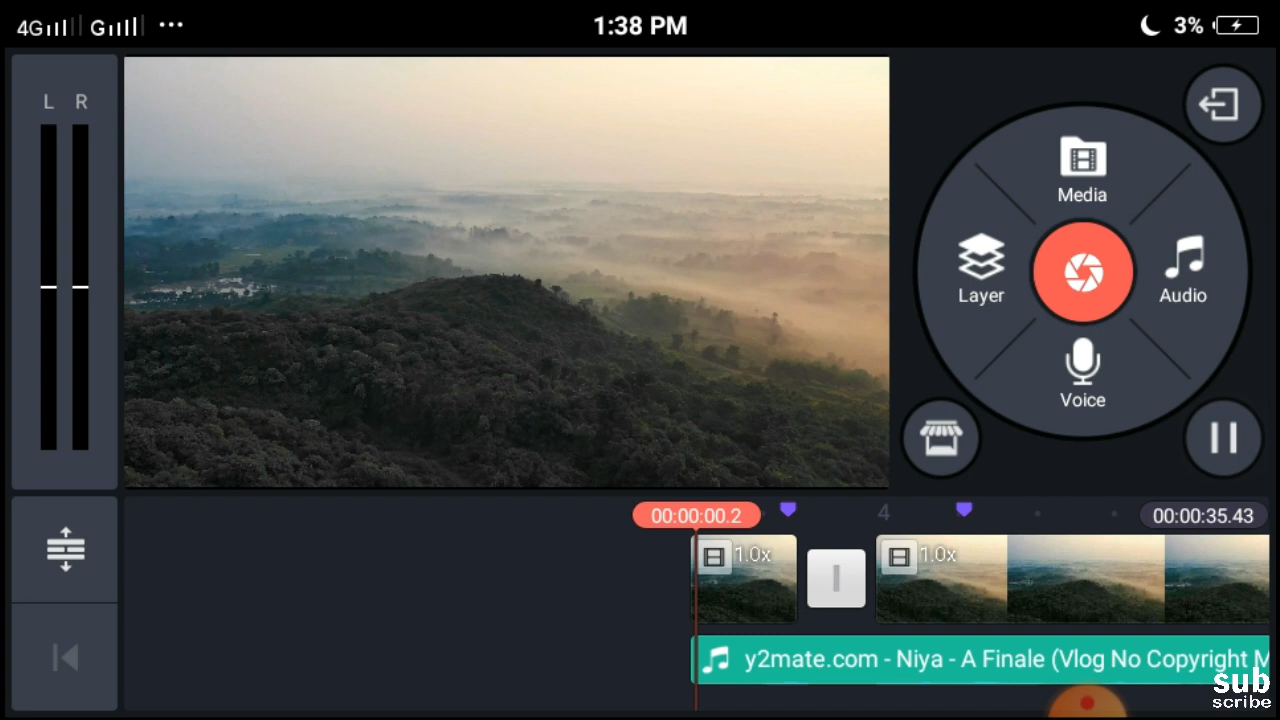 4G G ••• 1:38 PM 3%
L R
Media
Layer
Audio
Voice
00:00:00.2 4 00:00:35.43
1.0x 1.0x
y2mate.com - Niya - A Finale (Vlog No Copyright M
sub
scribe